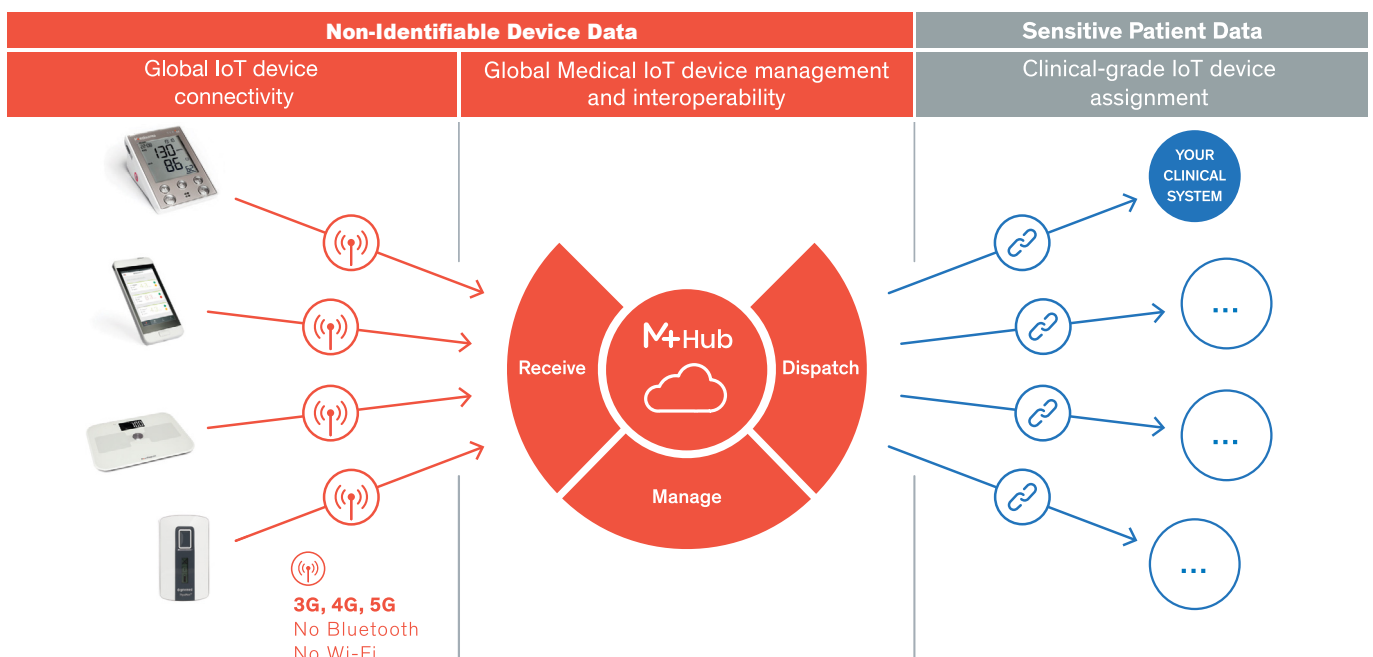 Non-Identifiable Device Data
Sensitive Patient Data
Global IoT device
connectivity
Global Medical IoT device management
and interoperability
Clinical-grade IoT device
assignment
130
86
YOUR
CLINICAL
SYSTEM
M+Hub
Receive
Dispatch
Manage
...
...
...
3G, 4G, 5G
No Bluetooth
No Wi-Fi